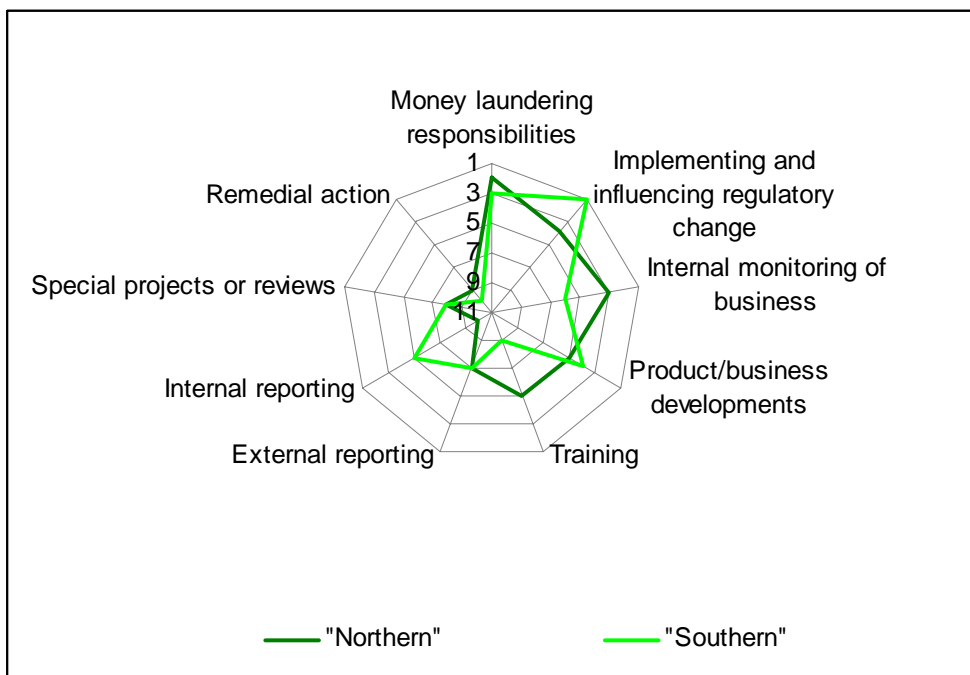 Money laundering
responsibilities
Implementing and
influencing regulatory
change
Internal monitoring of
business
Product/business
developments
Training
External reporting
Internal reporting
Special projects or reviews
Remedial action
1
3
5
7
9
11
"Northern"
"Southern"